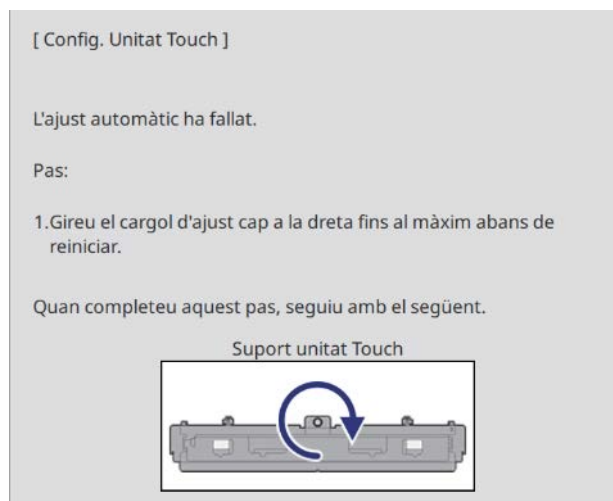 [ Config. Unitat Touch ]
L'ajust automàtic ha fallat.
Pas:
1.Gireu el cargol d'ajust cap a la dreta fins al màxim abans de
reiniciar.
Quan completeu aquest pas, seguiu amb el següent.
Suport unitat Touch